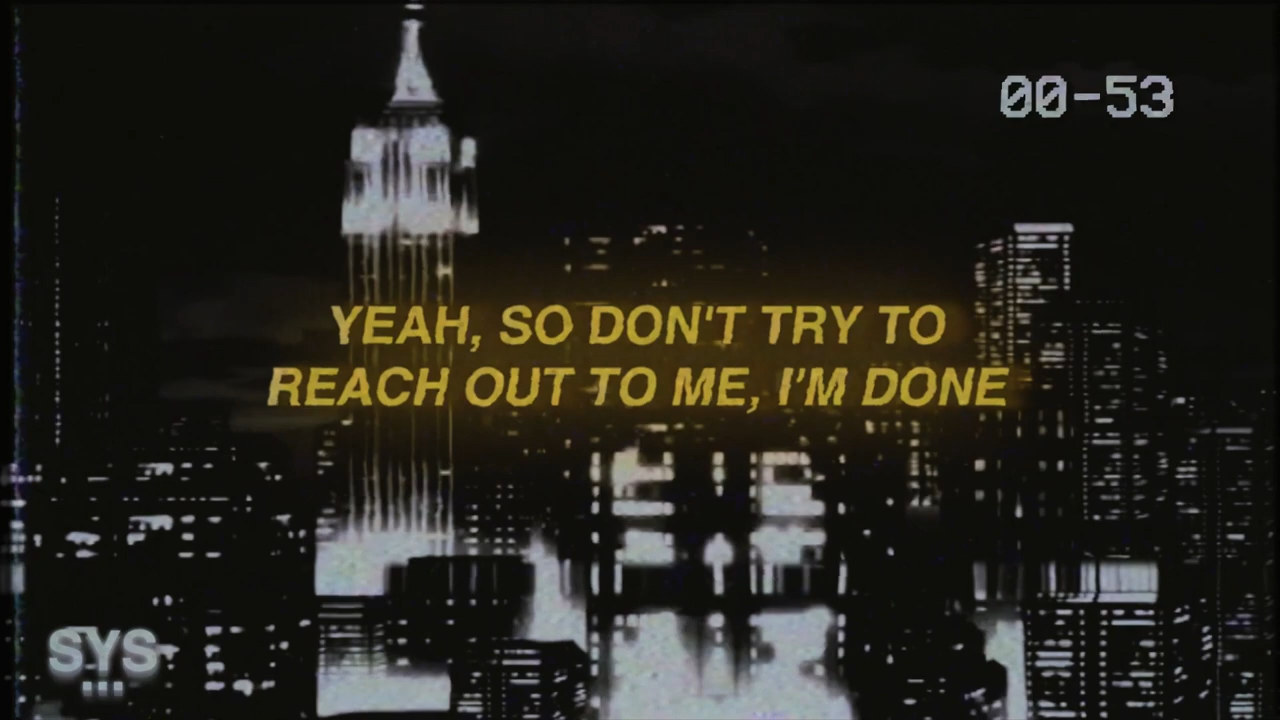 00-53
YEAH, SO DON'T TRY TO
REACH OUT TO ME, I'M DONE
SYS